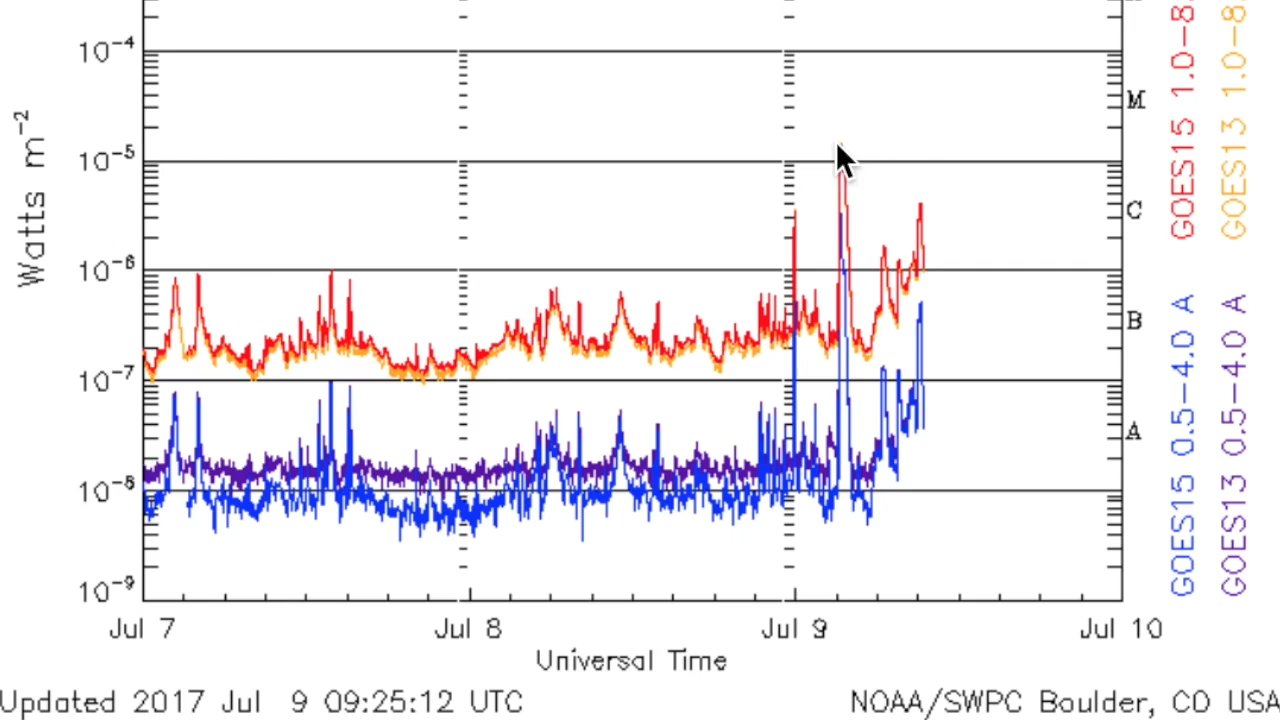 10-4
M
10-5
C
10-6
B
10-7
A
10-8
10-9
Watts m-2
Jul 7 Jul 8 Jul 9 Jul 10
Universal Time
Updated 2017 Jul 9 09:25:12 UTC
NOAA/SWPC Boulder, CO USA
GOES15 0.5-4.0 A GOES15 1.0-8.
GOES13 0.5-4.0 A GOES13 1.0-8.